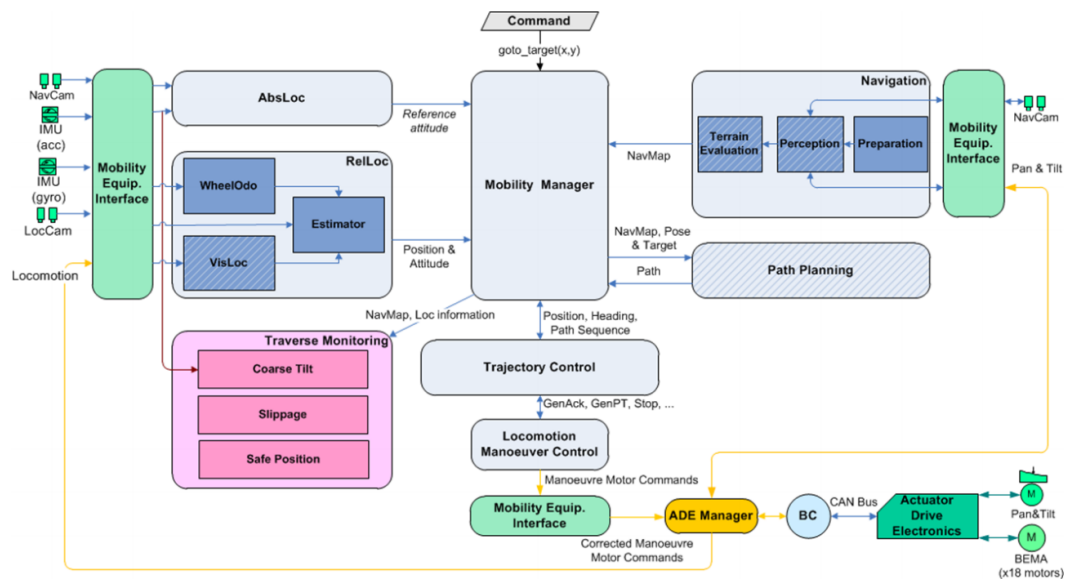 Command
goto_target(x,y)
NavCam
IMU
(acc)
IMU
(gyro)
LocCam
Locomotion
Mobility
Equip.
Interface
AbsLoc
Reference
attitude
RelLoc
WheelOdo
Estimator
VisLoc
Position &
Attitude
Mobility Manager
Navigation
Terrain
Evaluation
Perception
Preparation
NavMap
Mobility
Equip.
Interface
NavCam
Pan & Tilt
NavMap, Pose
& Target
Path
Path Planning
NavMap, Loc information
Position, Heading,
Path Sequence
Traverse Monitoring
Coarse Tilt
Slippage
Safe Position
Trajectory Control
GenAck, GenPT, Stop, ...
Locomotion
Manoeuver Control
Manoeuvre Motor Commands
Mobility Equip.
Interface
Corrected Manoeuvre
Motor Commands
ADE Manager
BC
CAN Bus
Actuator
Drive
Electronics
M
Pan&Tilt
M
BEMA
(x18 motors)